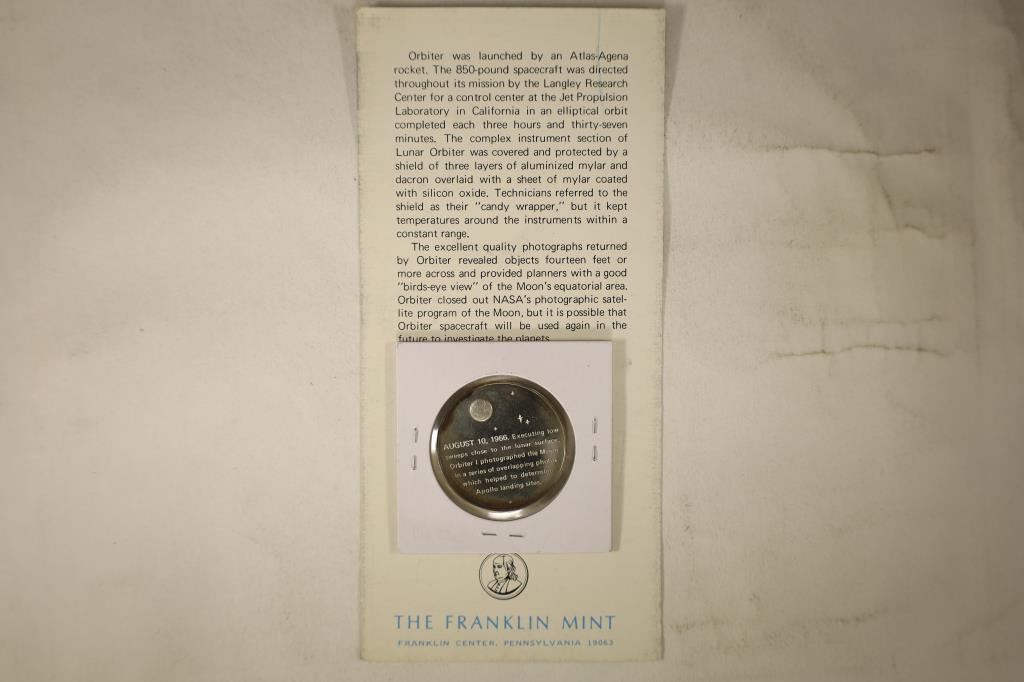 Orbiter was launched by an Atlas-Agena
rocket. The 850-pound spacecraft was directed
throughout its mission by the Langley Research
Center for a control center at the Jet Propulsion
Laboratory in California in an elliptical orbit
completed each three hours and thirty-seven
minutes. The complex instrument section of
Lunar Orbiter was covered and protected by a
shield of three layers of aluminized mylar and
dacron overlaid with a sheet of mylar coated
with silicon oxide. Technicians referred to the
shield as their "candy wrapper," but it kept
temperatures around the instruments within a
constant range.
The excellent quality photographs returned
by Orbiter revealed objects fourteen feet or
more across and provided planners with a good
"birds-eye view" of the Moon's equatorial area.
Orbiter closed out NASA's photographic satel-
lite program of the Moon, but it is possible that
Orbiter spacecraft will be used again in the
future to investigate the planets.
AUGUST 10, 1966. Executing low
sweeps close to the lunar surface,
Orbiter I photographed the Moon
in a series of overlapping photos
which helped to determine
Apollo landing sites.
THE FRANKLIN MINT
FRANKLIN CENTER, PENNSYLVANIA 19063